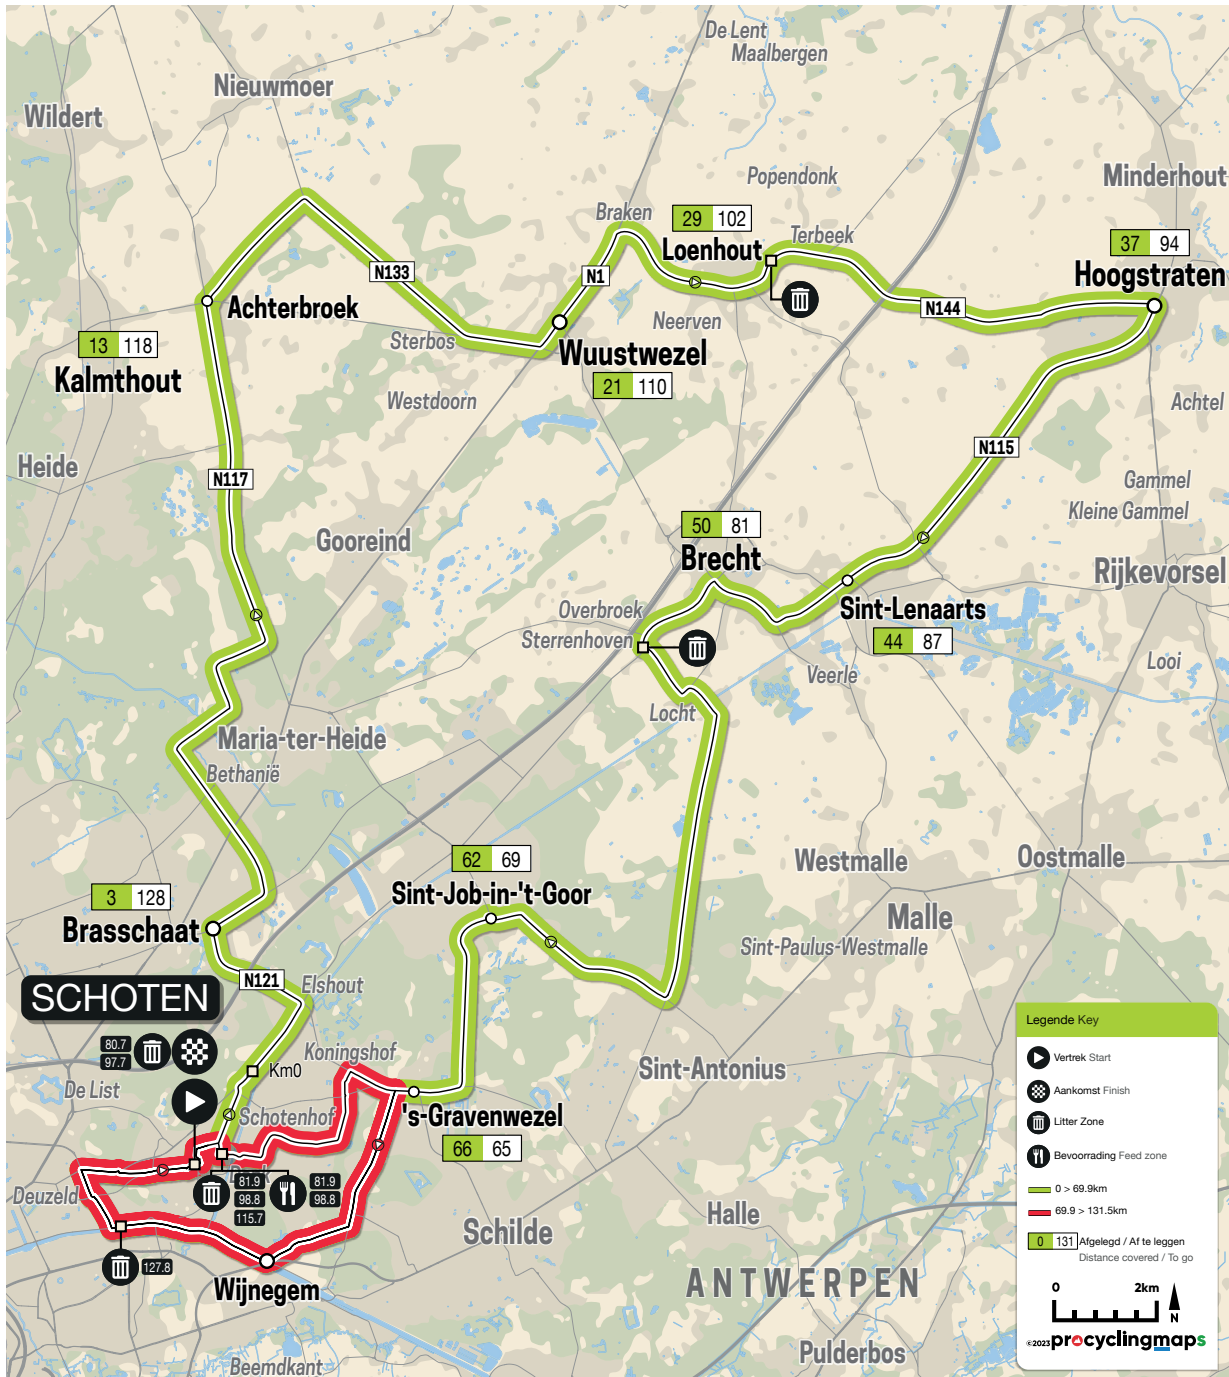 De Lent
Maalbergen
Nieuwmoer
Wildert
Popendonk
Minderhout
Braken
29 102
Loenhout
Terbeek
37 94
Hoogstraten
N133
N1
Achterbroek
N144
Neerven
Sterbos
13 118
Kalmthout
Wuustwezel
21 110
Westdoorn
Achtel
N115
Heide
N117
Gammel
Kleine Gammel
Gooreind
50 81
Brecht
Rijkevorsel
Overbroek
Sterrenhoven
Sint-Lenaarts
44 87
Looi
Veerle
Locht
Maria-ter-Heide
Bethanië
62 69
Sint-Job-in-'t-Goor
Westmalle
Oostmalle
3 128
Brasschaat
Malle
Sint-Paulus-Westmalle
N121
Elshout
SCHOTEN
80.7
97.7
Koningshof
Km0
De List
Sint-Antonius
Schotenhof
's-Gravenwezel
66 65
Deuzeld
81.9
98.8
115.7
81.9
98.8
Schilde
Halle
127.8
Wijnegem
ANTWERPEN
Beemdkant
Pulderbos
Legende Key
Vertrek Start
Aankomst Finish
Litter Zone
Bevoorrading Feed zone
0 > 69.9km
69.9 > 131.5km
0 131 Afgelegd / Af te leggen
Distance covered / To go
0 2km
N
©2023 procyclingmaps